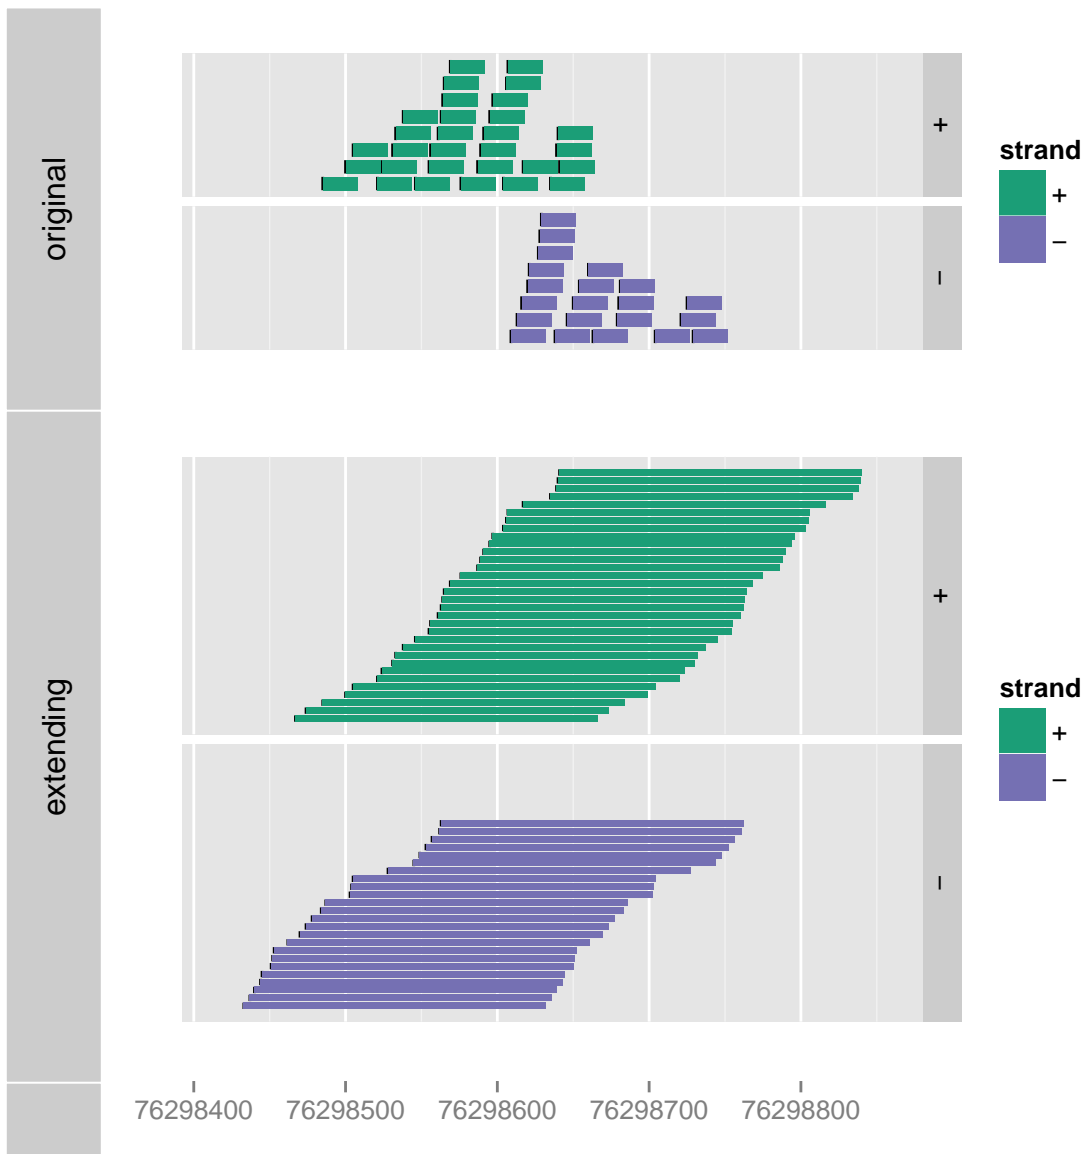 original
+
−
strand
+
−
extending
+
−
strand
+
−
76298400 76298500 76298600 76298700 76298800